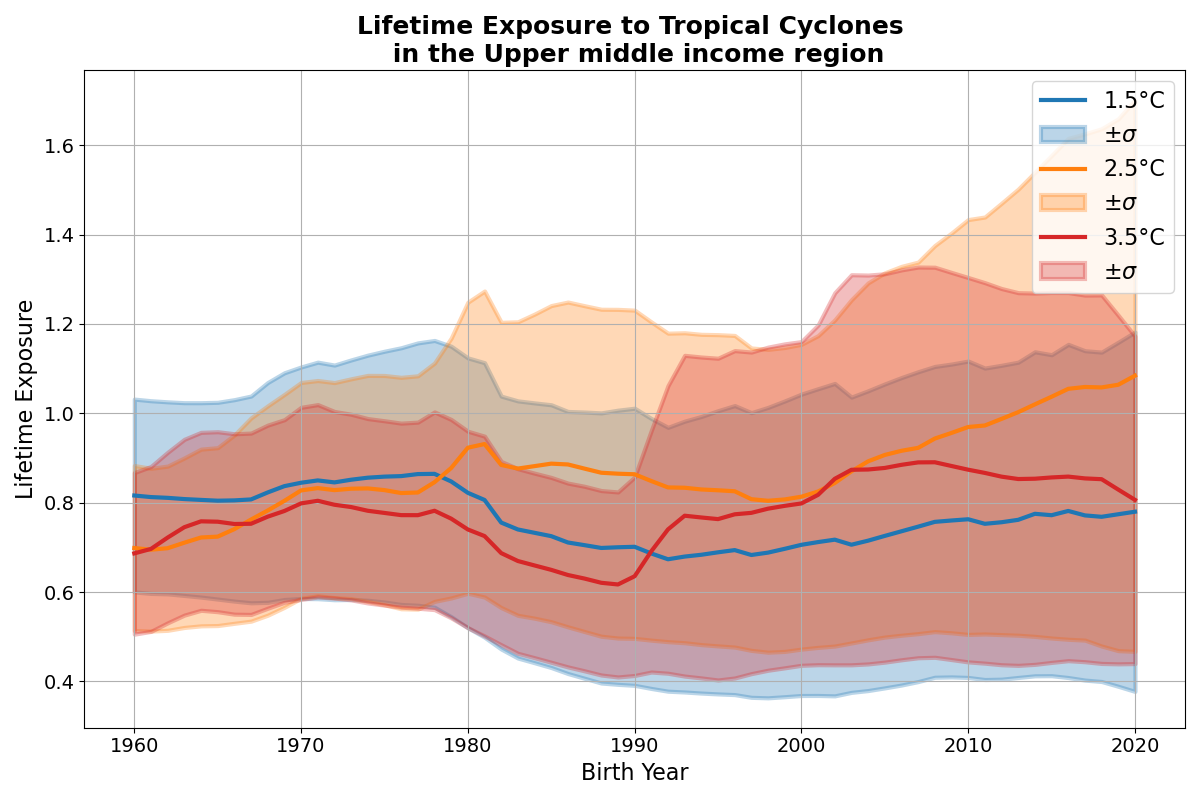 Lifetime Exposure to Tropical Cyclones
in the Upper middle income region
1.5°C
±σ
2.5°C
±σ
3.5°C
±σ
Lifetime Exposure
1.6
1.4
1.2
1.0
0.8
0.6
0.4
1960 1970 1980 1990 2000 2010 2020
Birth Year